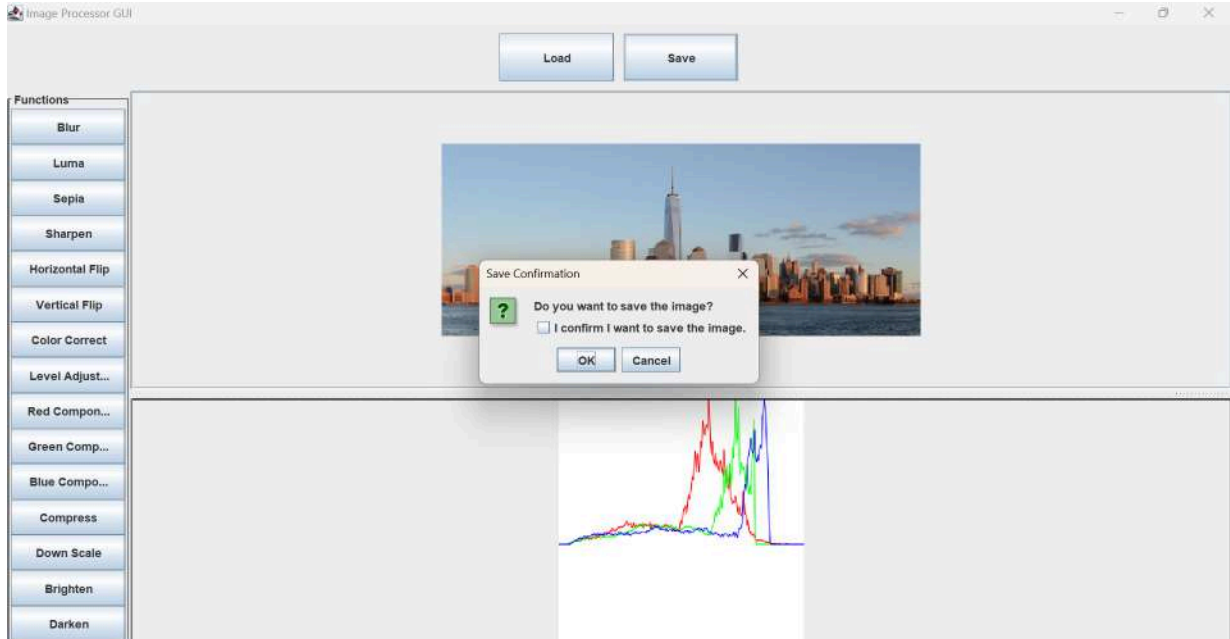 Image Processor GUI
Load
Save
Functions
Blur
Luma
Sepia
Sharpen
Horizontal Flip
Vertical Flip
Color Correct
Level Adjust...
Red Compon...
Green Comp...
Blue Compo...
Compress
Down Scale
Brighten
Darken
Save Confirmation
?
Do you want to save the image?
I confirm I want to save the image.
OK
Cancel